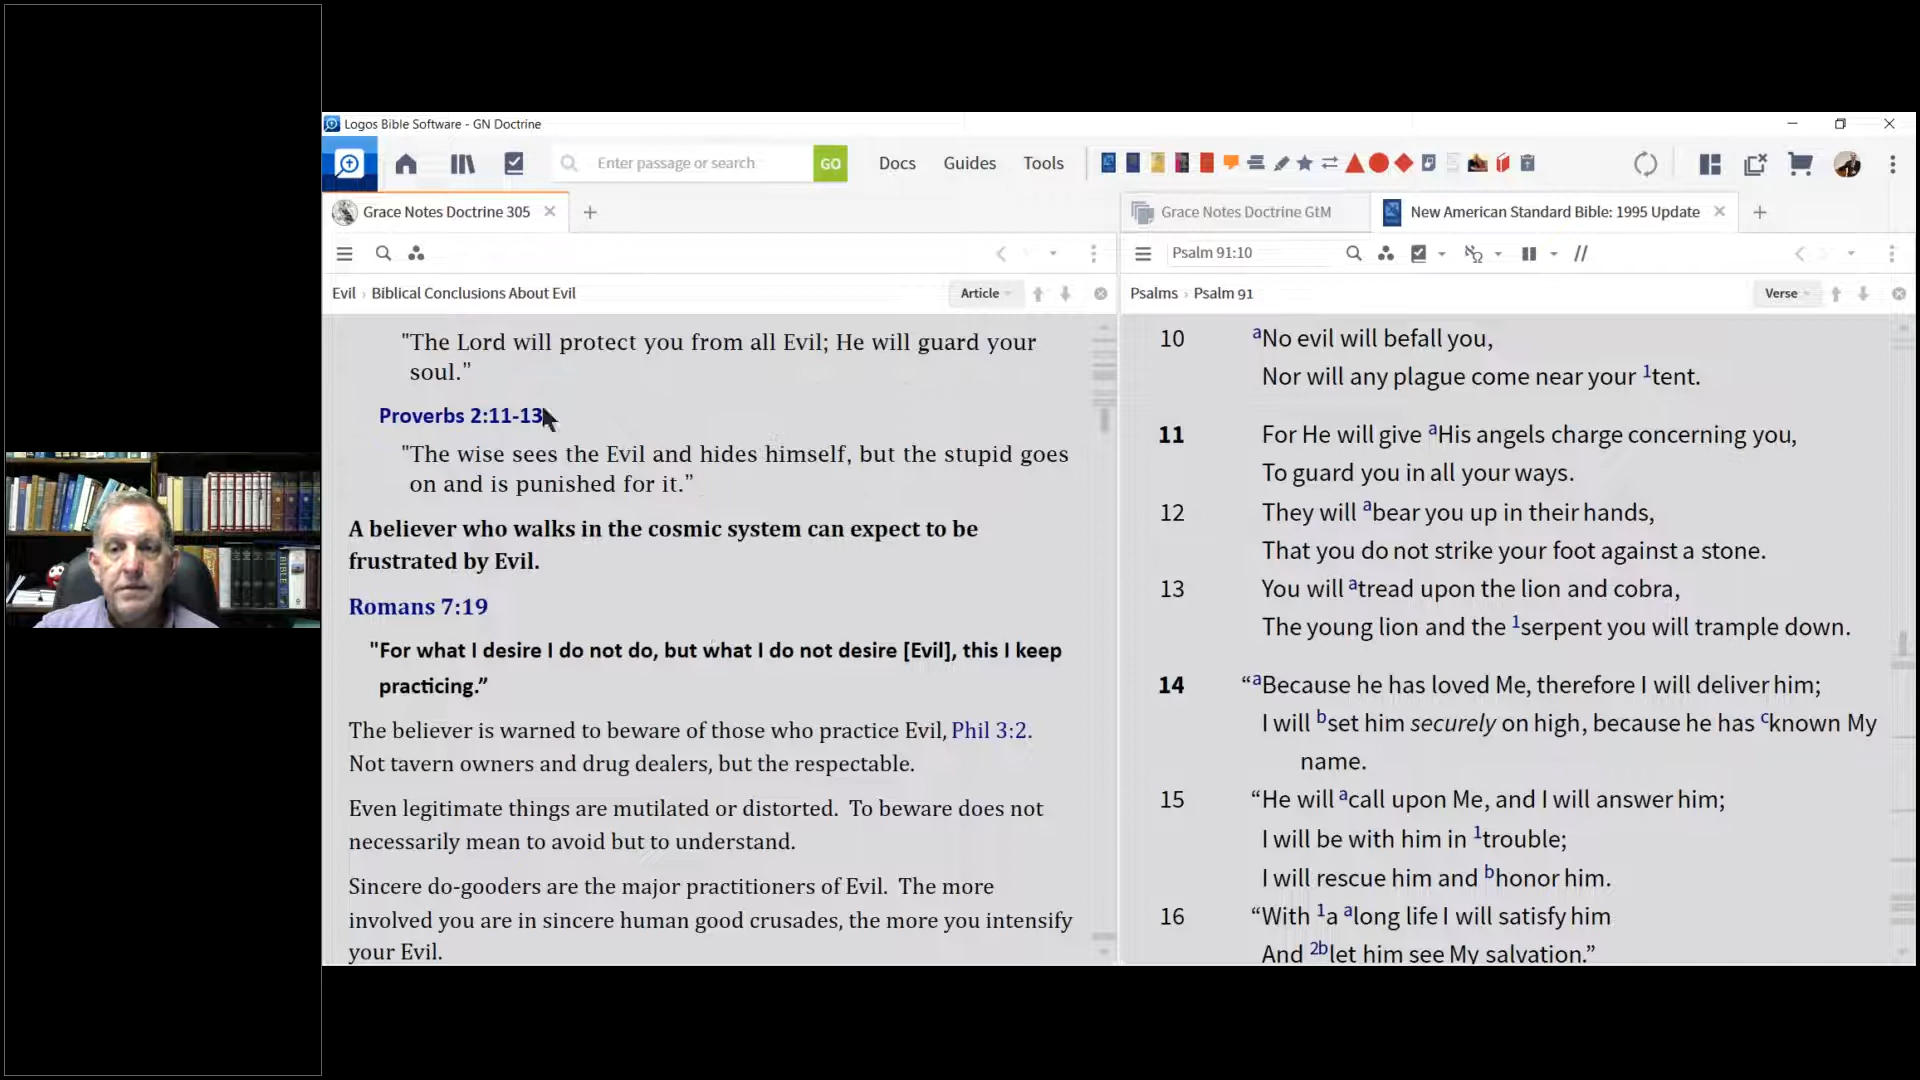 Logos Bible Software - GN Doctrine
Enter passage or search
GO
Docs
Guides
Tools
Grace Notes Doctrine 305
Evil › Biblical Conclusions About Evil
Article
"The Lord will protect you from all Evil; He will guard your
soul."
Proverbs 2:11-13
"The wise sees the Evil and hides himself, but the stupid goes
on and is punished for it."
A believer who walks in the cosmic system can expect to be
frustrated by Evil.
Romans 7:19
"For what I desire I do not do, but what I do not desire [Evil], this I keep
practicing.”
The believer is warned to beware of those who practice Evil, Phil 3:2.
Not tavern owners and drug dealers, but the respectable.
Even legitimate things are mutilated or distorted. To beware does not
necessarily mean to avoid but to understand.
Sincere do-gooders are the major practitioners of Evil. The more
involved you are in sincere human good crusades, the more you intensify
your Evil.
Grace Notes Doctrine GtM
New American Standard Bible: 1995 Update
Psalm 91:10
Psalms › Psalm 91
Verse
10 aNo evil will befall you,
Nor will any plague come near your 1tent.
11 For He will give aHis angels charge concerning you,
To guard you in all your ways.
12 They will abear you up in their hands,
That you do not strike your foot against a stone.
13 You will atread upon the lion and cobra,
The young lion and the 1serpent you will trample down.
14 “aBecause he has loved Me, therefore I will deliver him;
I will bset him securely on high, because he has cknown My
name.
15 “He will acall upon Me, and I will answer him;
I will be with him in 1trouble;
I will rescue him and bhonor him.
16 “With 1a along life I will satisfy him
And 2blet him see My salvation.”
BIBLE